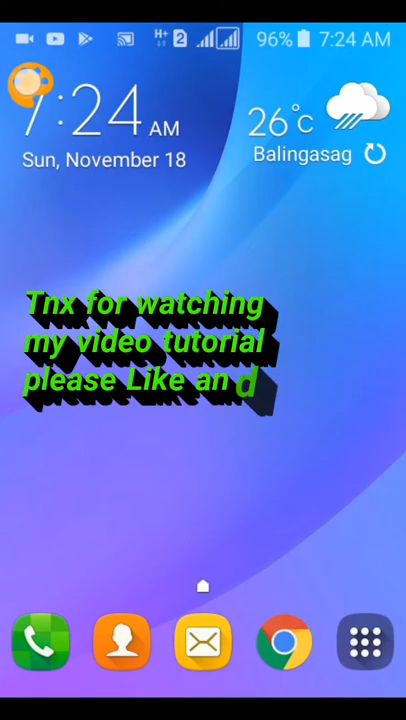 H+ 2 96% 7:24 AM
7:24 AM
Sun, November 18
26°c
Balingasag
Tnx for watching
my video tutorial
please Like and